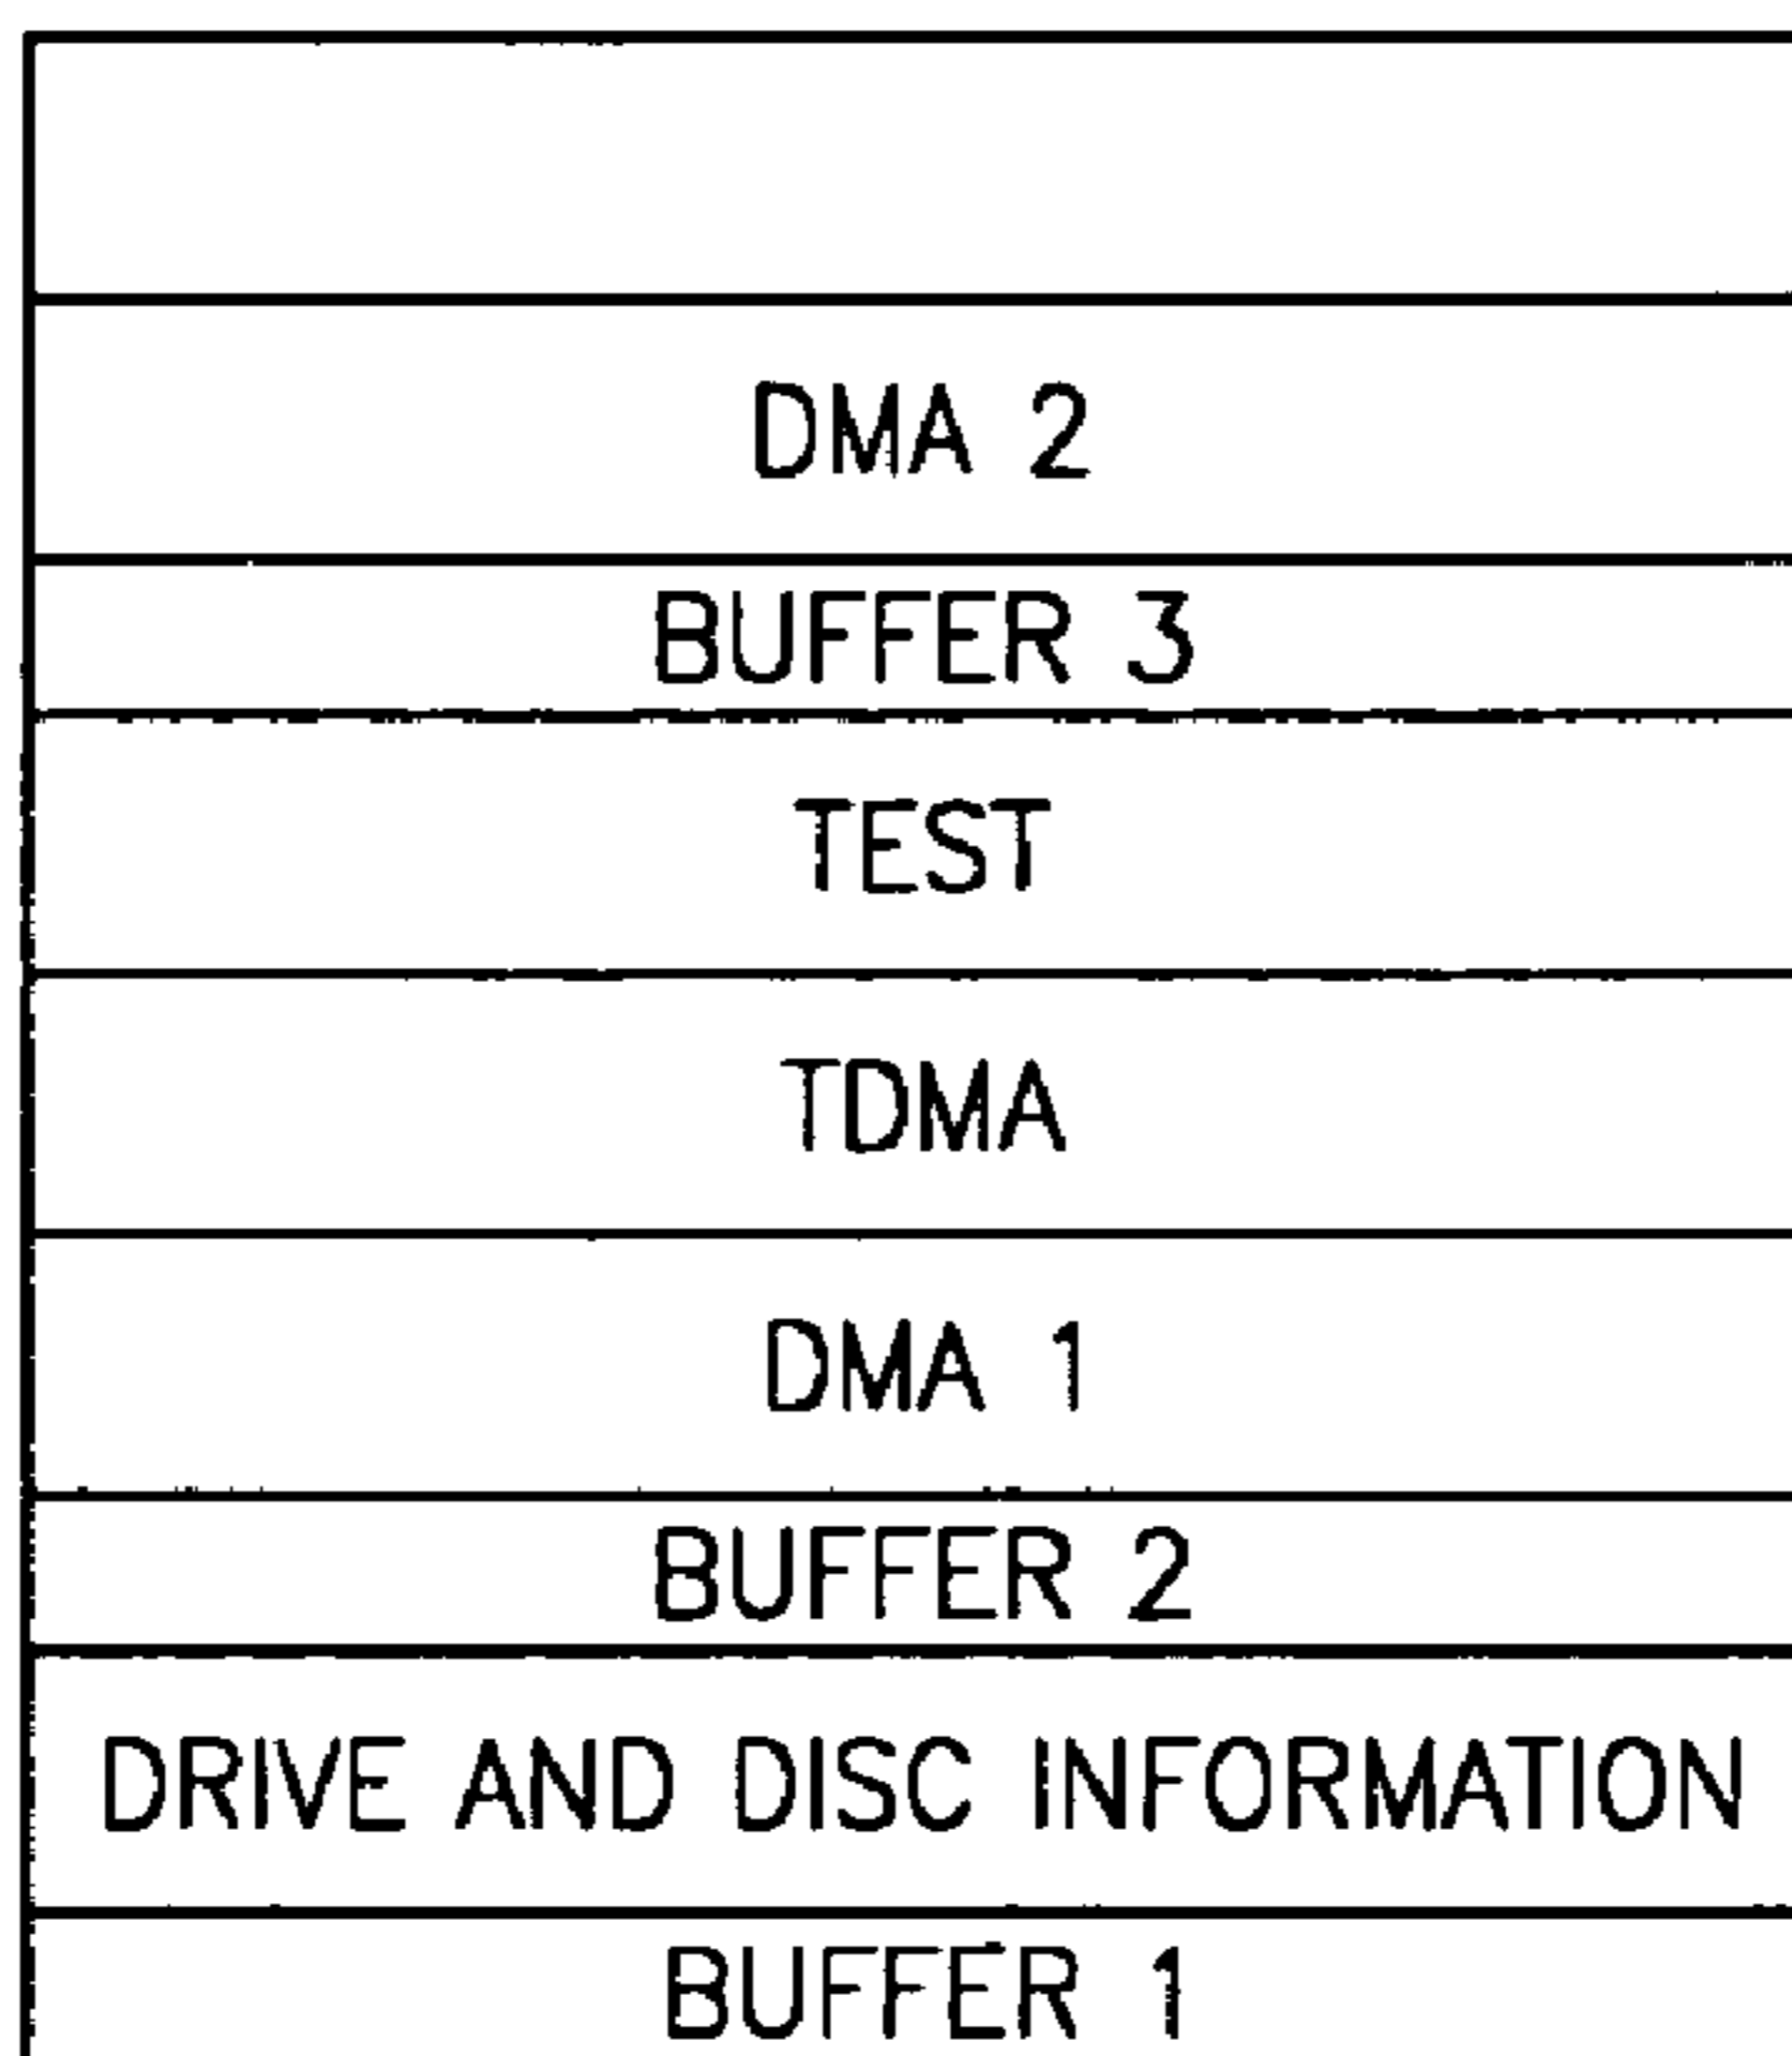 DMA 2
BUFFER 3
TEST
TDMA
DMA 1
BUFFER 2
DRIVE AND DISC INFORMATION
BUFFER 1